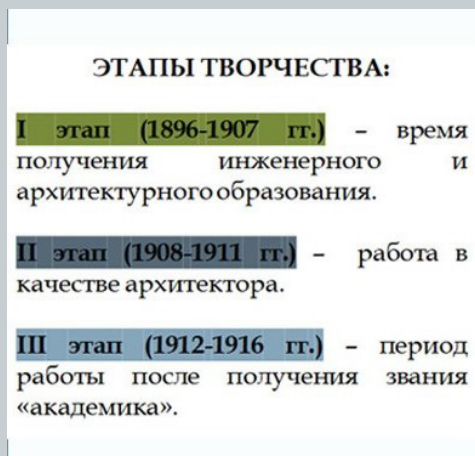 ЭТАПЫ ТВОРЧЕСТВА:
I этап (1896-1907 гг.) – время
получения инженерного и
архитектурного образования.
II этап (1908-1911 гг.) – работа в
качестве архитектора.
III этап (1912-1916 гг.) – период
работы после получения звания
«академика».